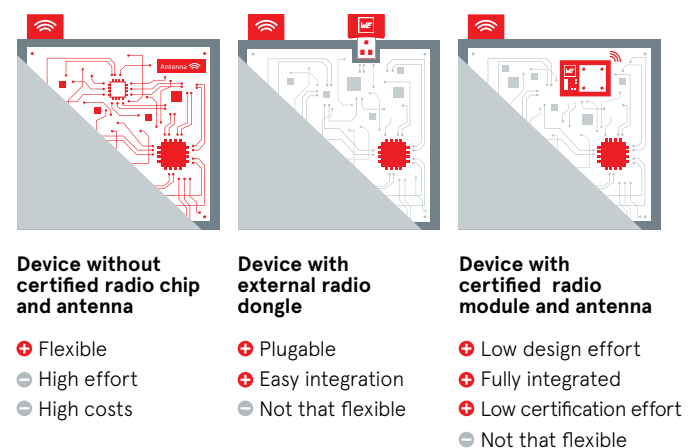 Antenna
WE
WE
Device without
certified radio chip
and antenna
Flexible
High effort
High costs
Device with
external radio
dongle
Plugable
Easy integration
Not that flexible
Device with
certified radio
module and antenna
Low design effort
Fully integrated
Low certification effort
Not that flexible